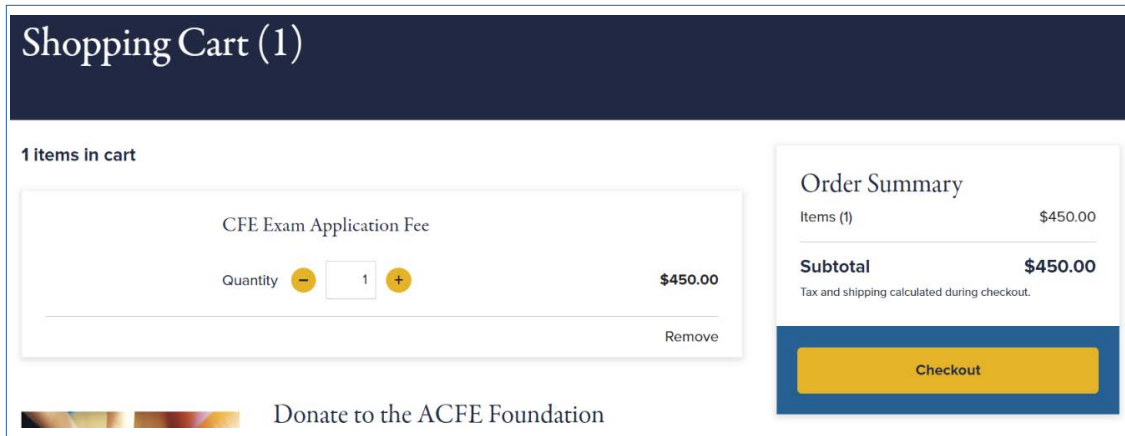 Shopping Cart (1)
1 items in cart
CFE Exam Application Fee
Quantity − 1 + $450.00
Remove
Donate to the ACFE Foundation
Order Summary
Items (1) $450.00
Subtotal $450.00
Tax and shipping calculated during checkout.
Checkout